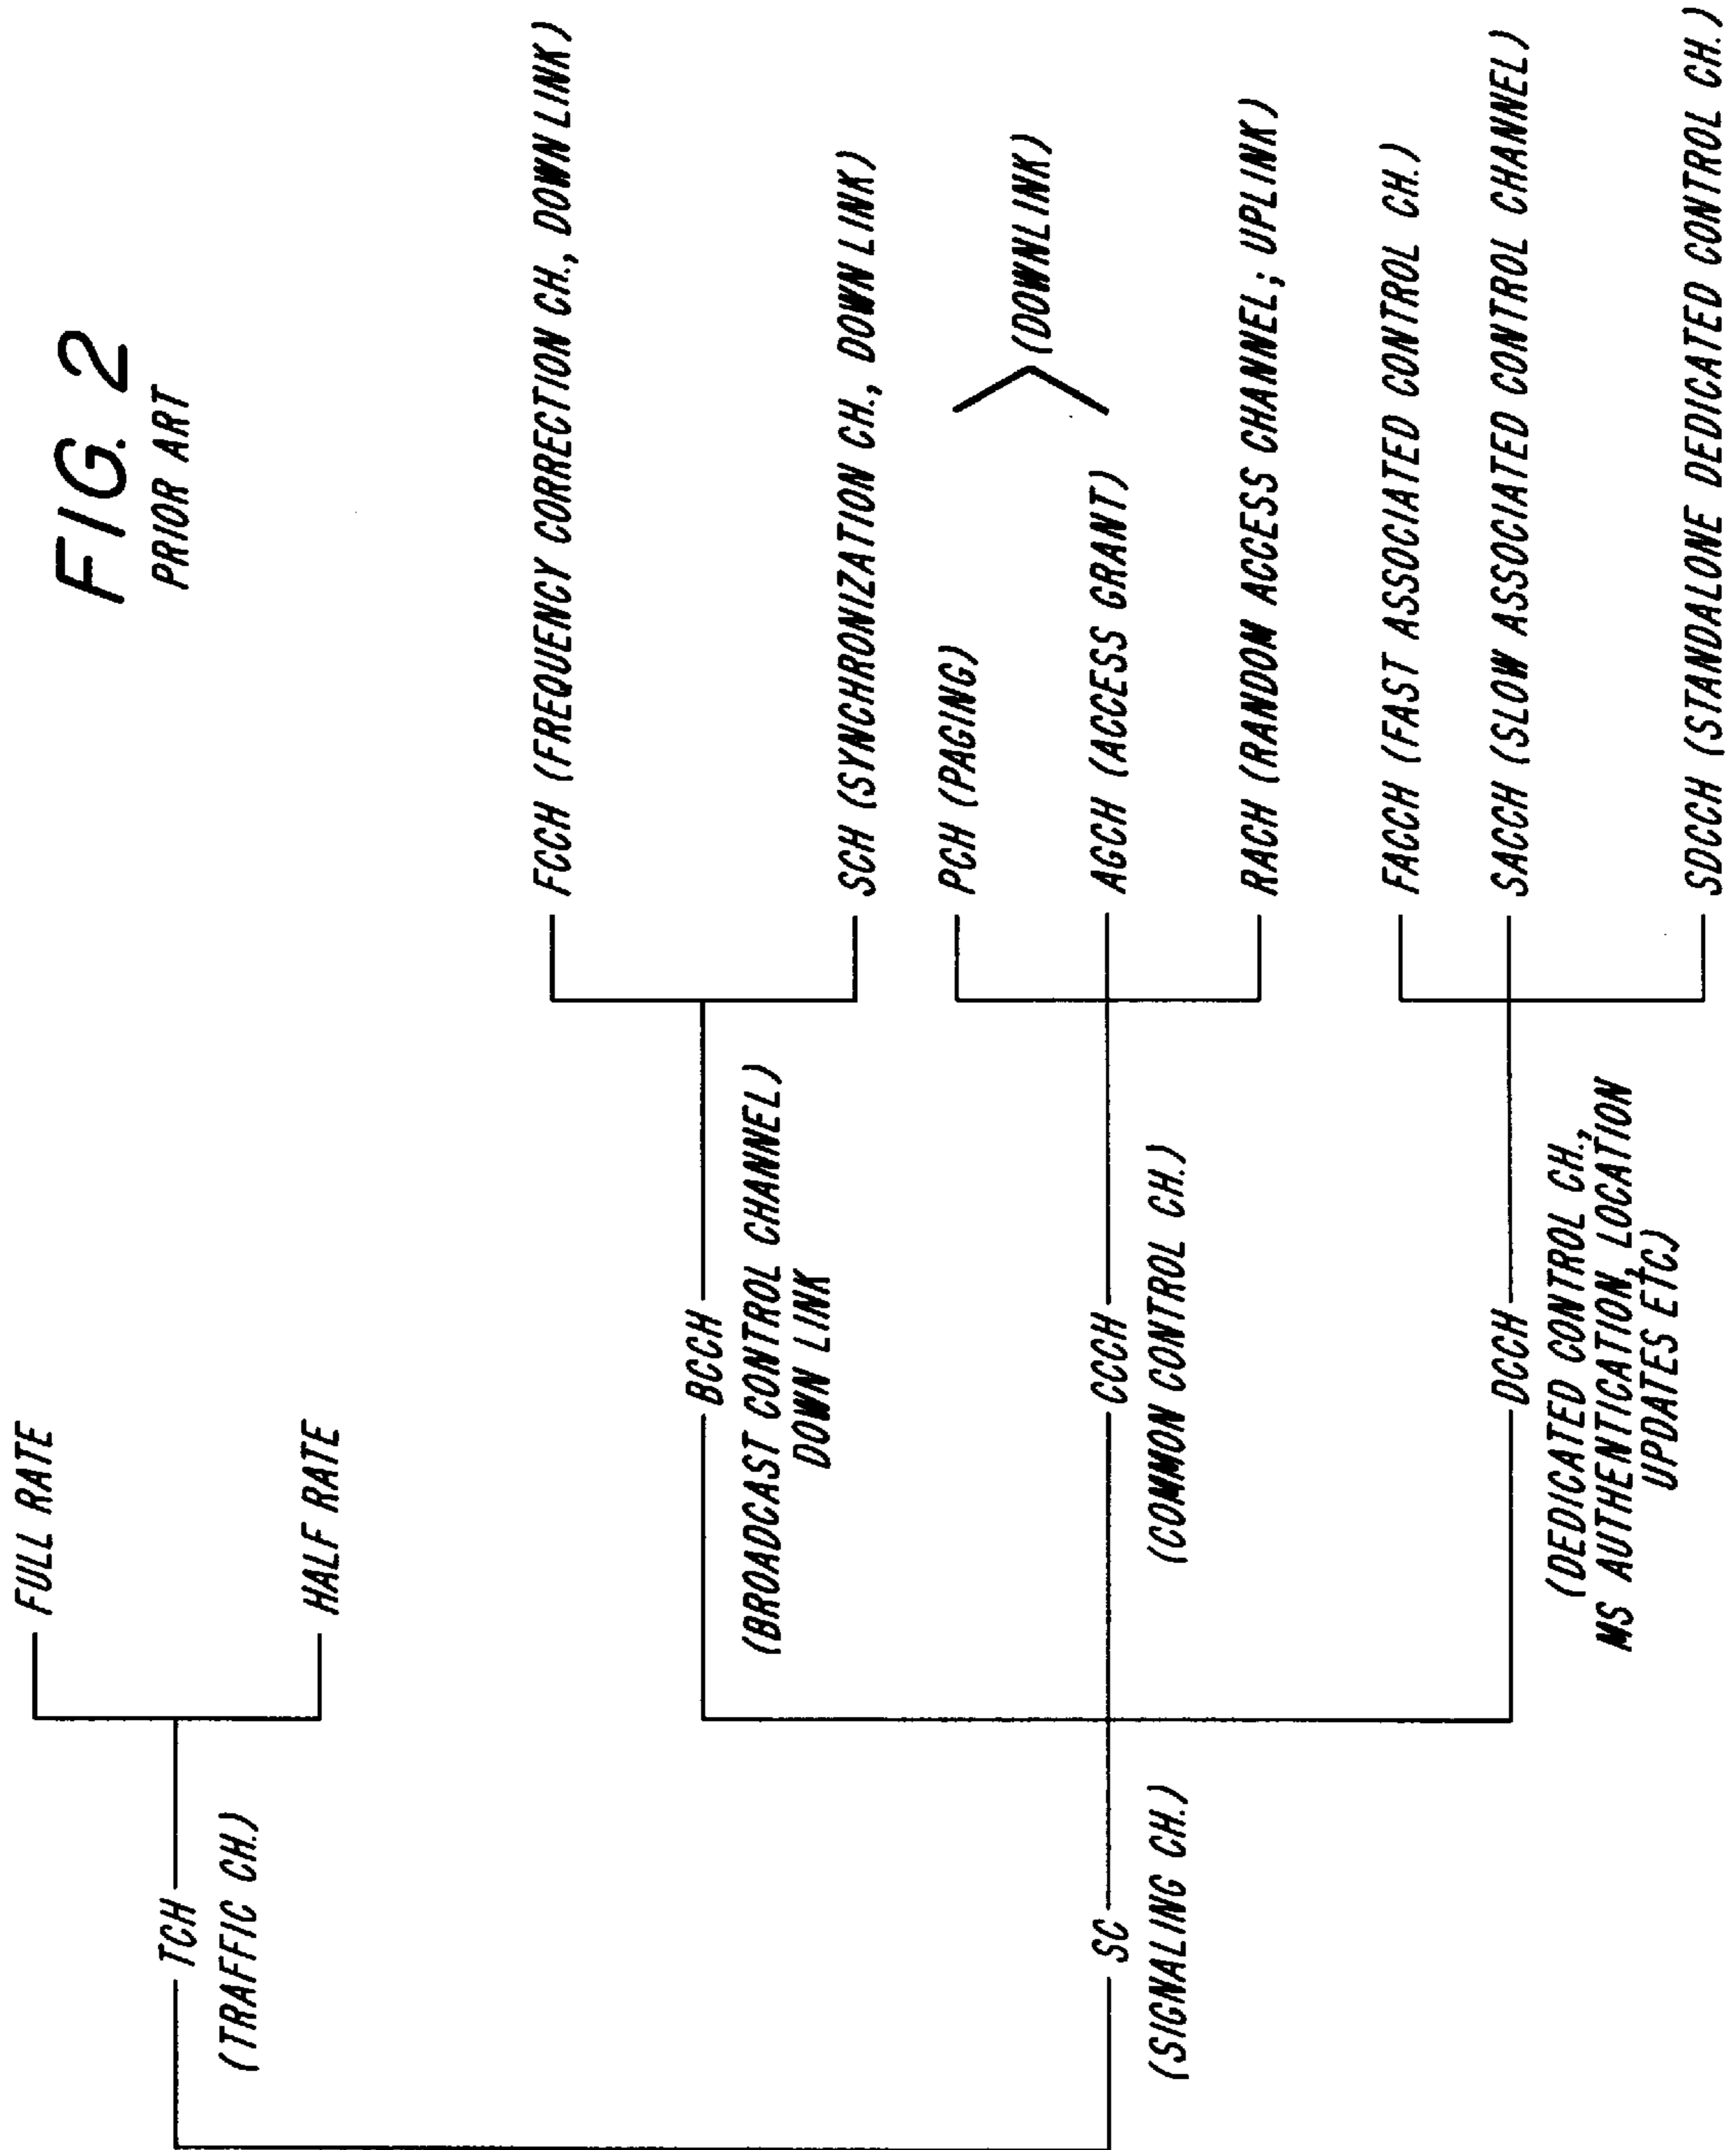 FIG. 2
PRIOR ART
FULL RATE
TCH
(TRAFFIC CH.)
HALF RATE
FCCH (FREQUENCY CORRECTION CH., DOWN LINK)
BCCH
(BROADCAST CONTROL CHANNEL)
DOWN LINK
SCH (SYNCHRONIZATION CH., DOWN LINK)
PCH (PAGING)
(DOWNLINK)
SC
(SIGNALING CH.)
CCCH
(COMMON CONTROL CH.)
AGCH (ACCESS GRANT)
RACH (RANDOM ACCESS CHANNEL; UPLINK)
FACCH (FAST ASSOCIATED CONTROL CH.)
DCCH
(DEDICATED CONTROL CH.,
MS AUTHENTICATION, LOCATION
UPDATES ETC)
SACCH (SLOW ASSOCIATED CONTROL CHANNEL)
SDCCH (STANDALONE DEDICATED CONTROL CH.)